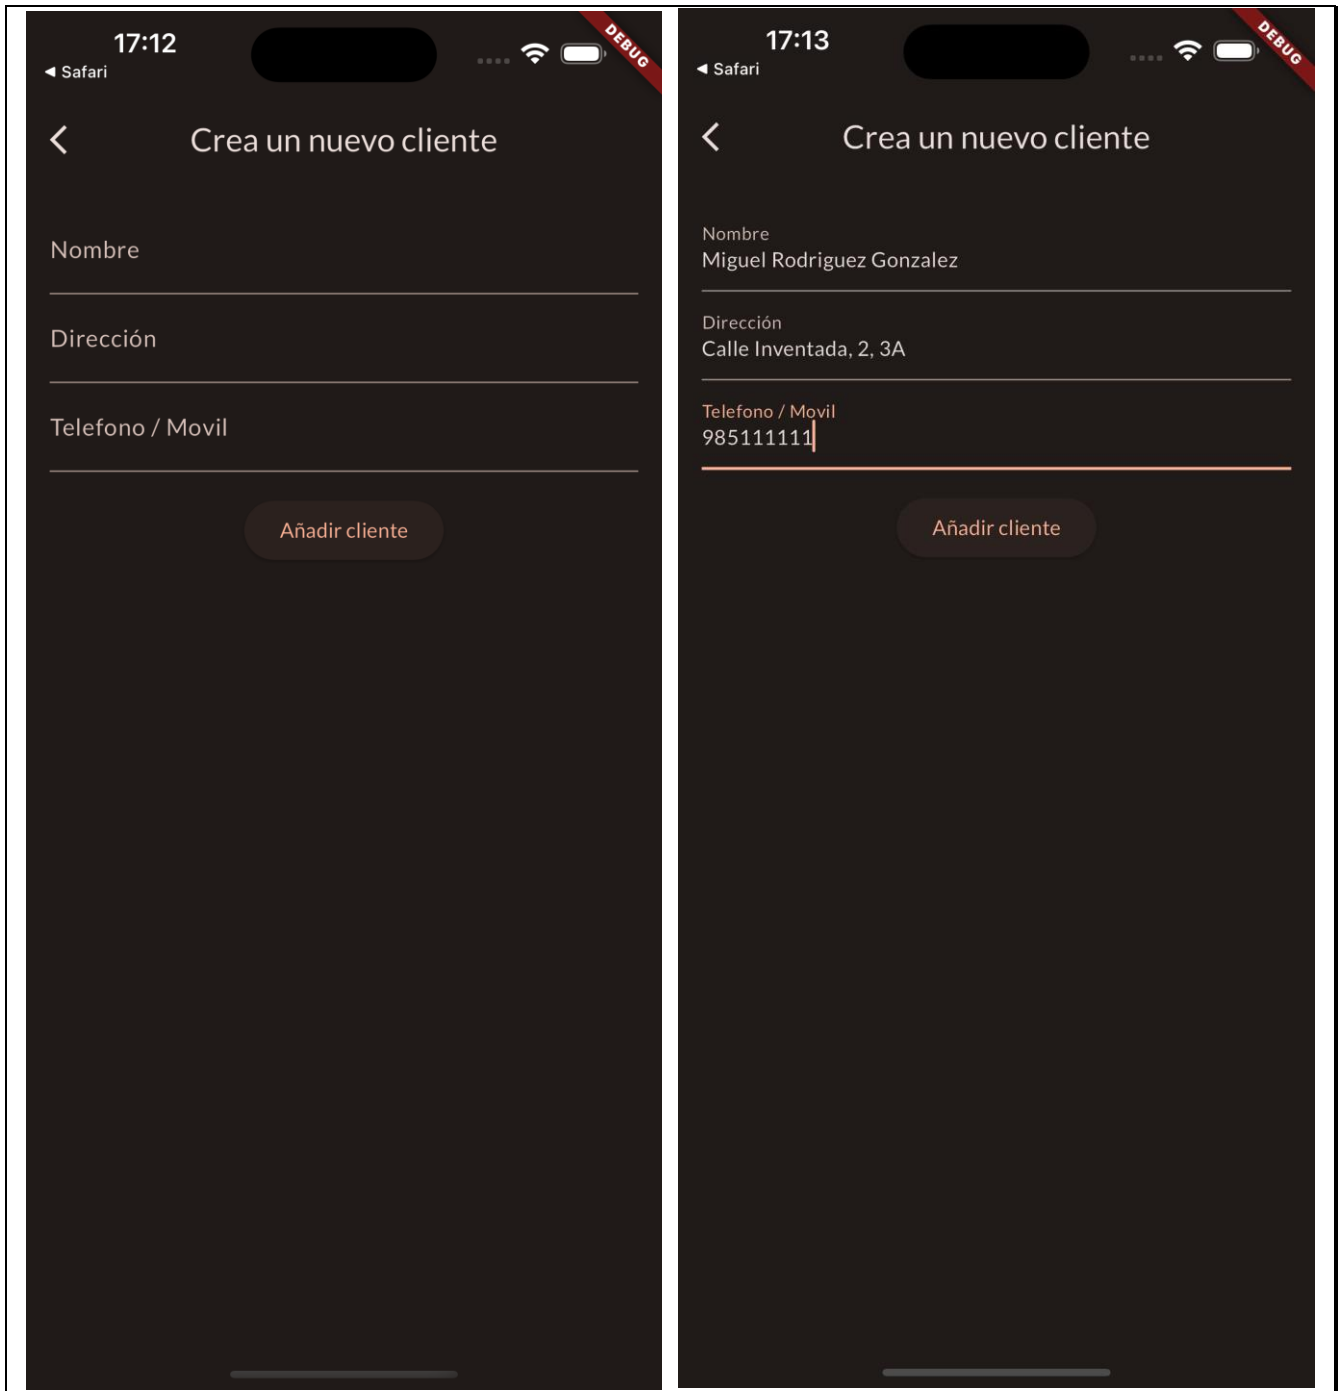 17:12
◀ Safari
DEBUG
Crea un nuevo cliente
Nombre
Dirección
Telefono / Movil
Añadir cliente
17:13
◀ Safari
DEBUG
Crea un nuevo cliente
Nombre
Miguel Rodriguez Gonzalez
Dirección
Calle Inventada, 2, 3A
Telefono / Movil
985111111
Añadir cliente